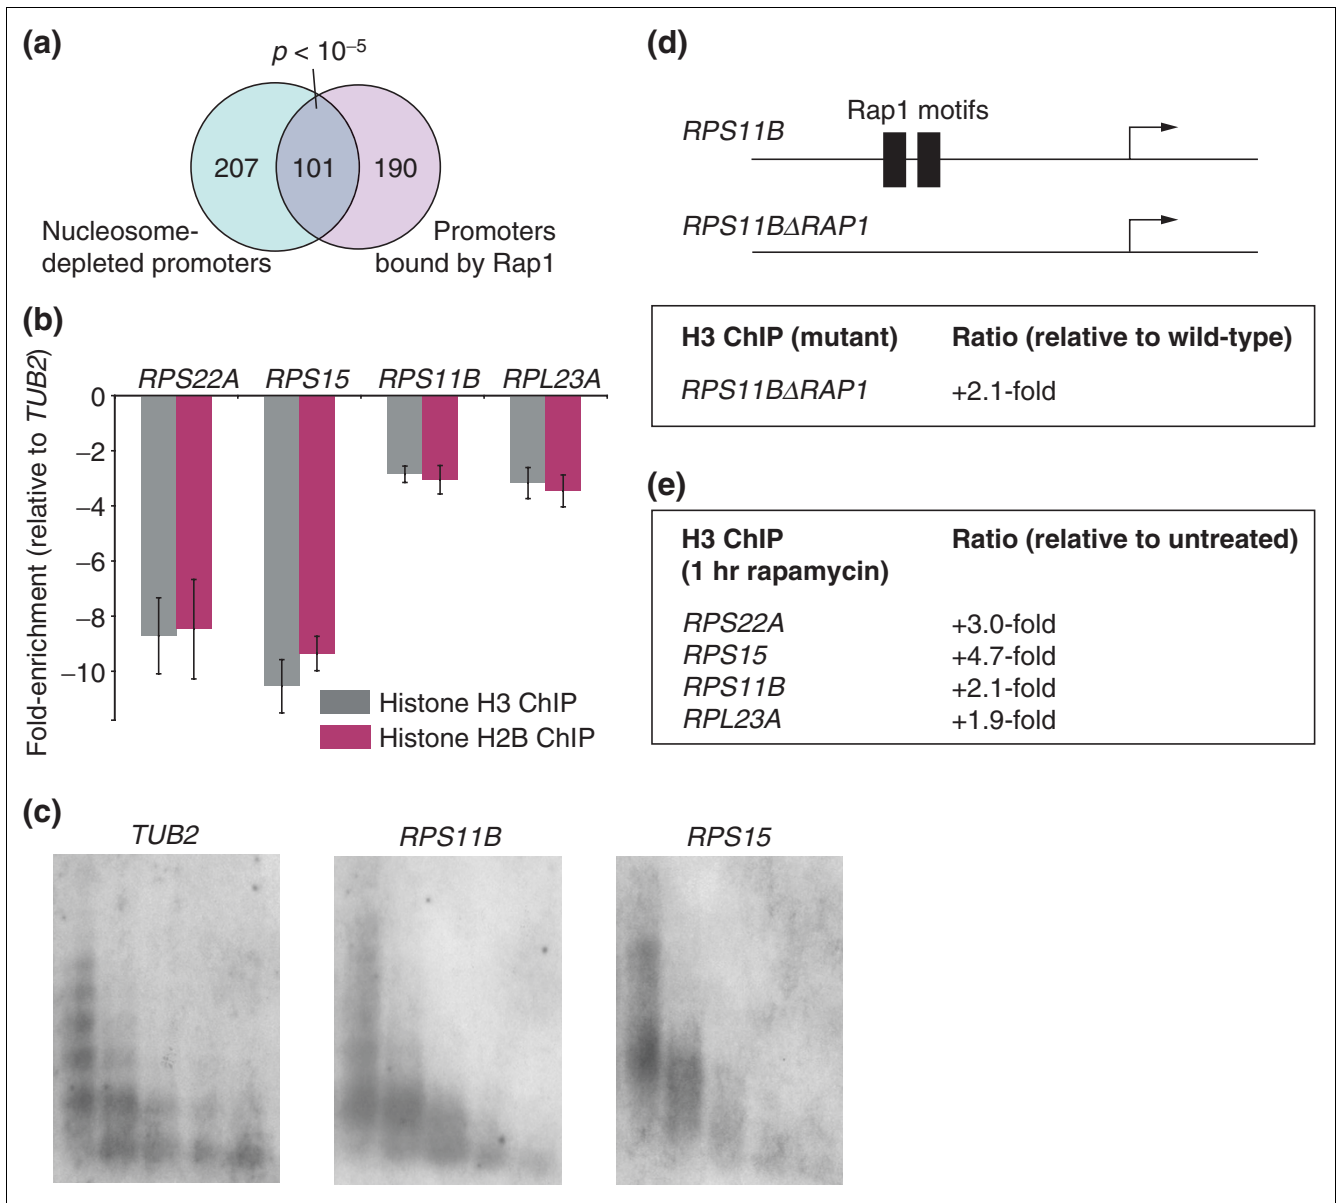 (a)
p < 10⁻⁵
207 101 190
Nucleosome-
depleted promoters
Promoters
bound by Rap1
(b)
Fold-enrichment (relative to TUB2)
RPS22A RPS15 RPS11B RPL23A
0
−2
−4
−6
−8
−10
Histone H3 ChIP
Histone H2B ChIP
(c)
TUB2 RPS11B RPS15
(d)
Rap1 motifs
RPS11B
RPS11BΔRAP1
H3 ChIP (mutant) Ratio (relative to wild-type)
RPS11BΔRAP1 +2.1-fold
(e)
H3 ChIP Ratio (relative to untreated)
(1 hr rapamycin)
RPS22A +3.0-fold
RPS15 +4.7-fold
RPS11B +2.1-fold
RPL23A +1.9-fold